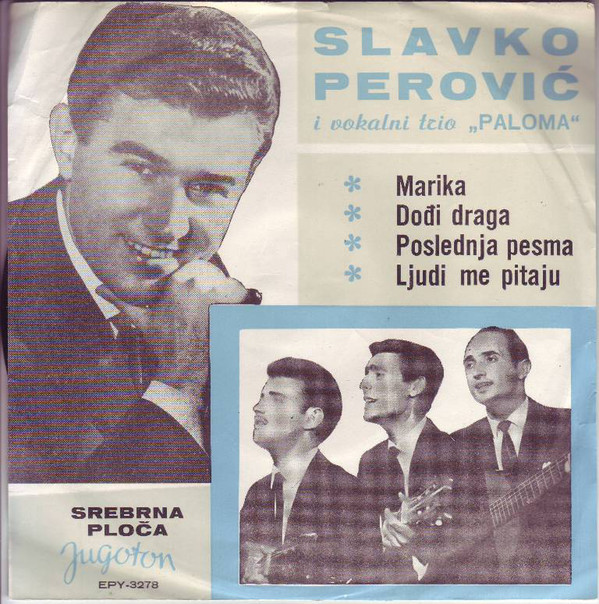 SLAVKO
PEROVIĆ
i vokalni trio „PALOMA“
* Marika
* Dođi draga
* Poslednja pesma
* Ljudi me pitaju
SREBRNA
PLOČA
Jugoton
EPY-3278